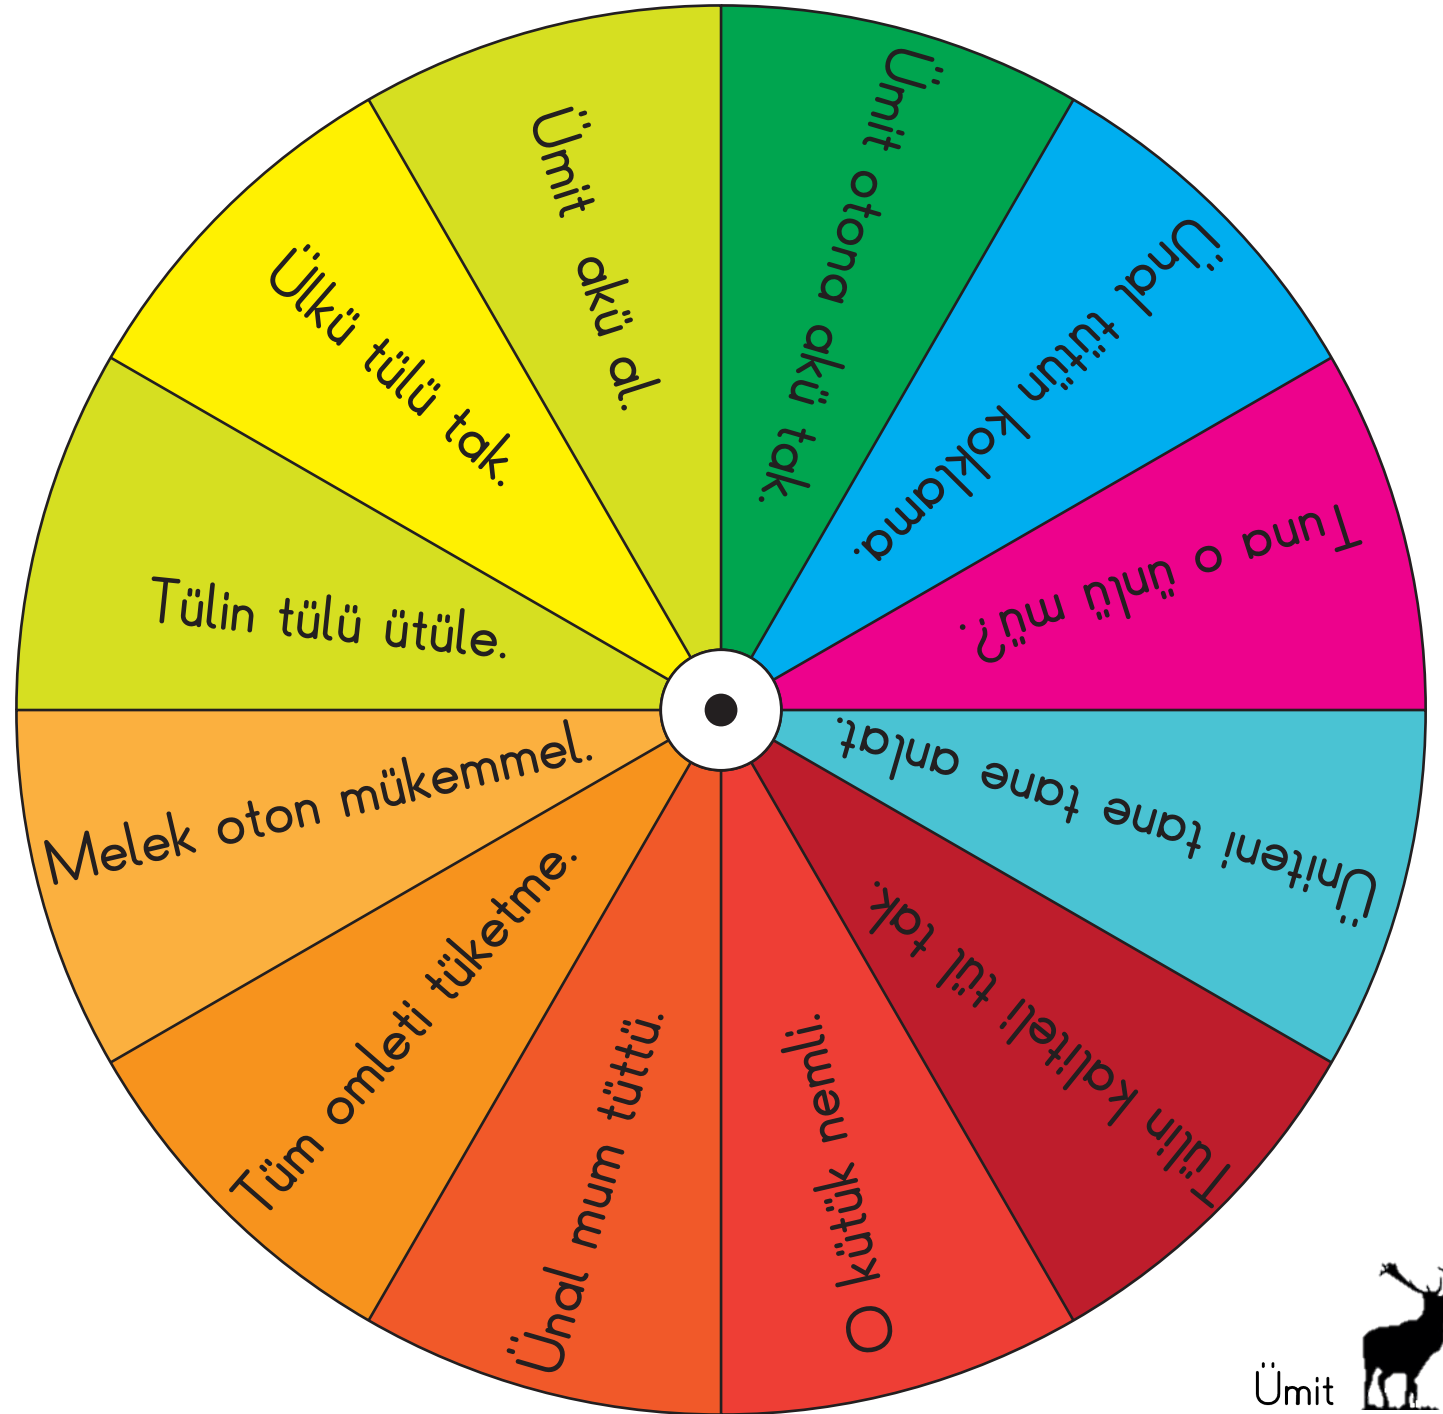 Ümit otona akü tak.
Ünal tütün koklama.
Tuna o ünlü mü?.
Üniteni tane tane anlat.
Tülin kaliteli tül tak.
O kütük nemli.
Ünal mum tüttü.
Tüm omleti tüketme.
Melek oton mükemmel.
Tülin tülü ütüle.
Ülkü tülü tak.
Ümit akü al.
Ümit